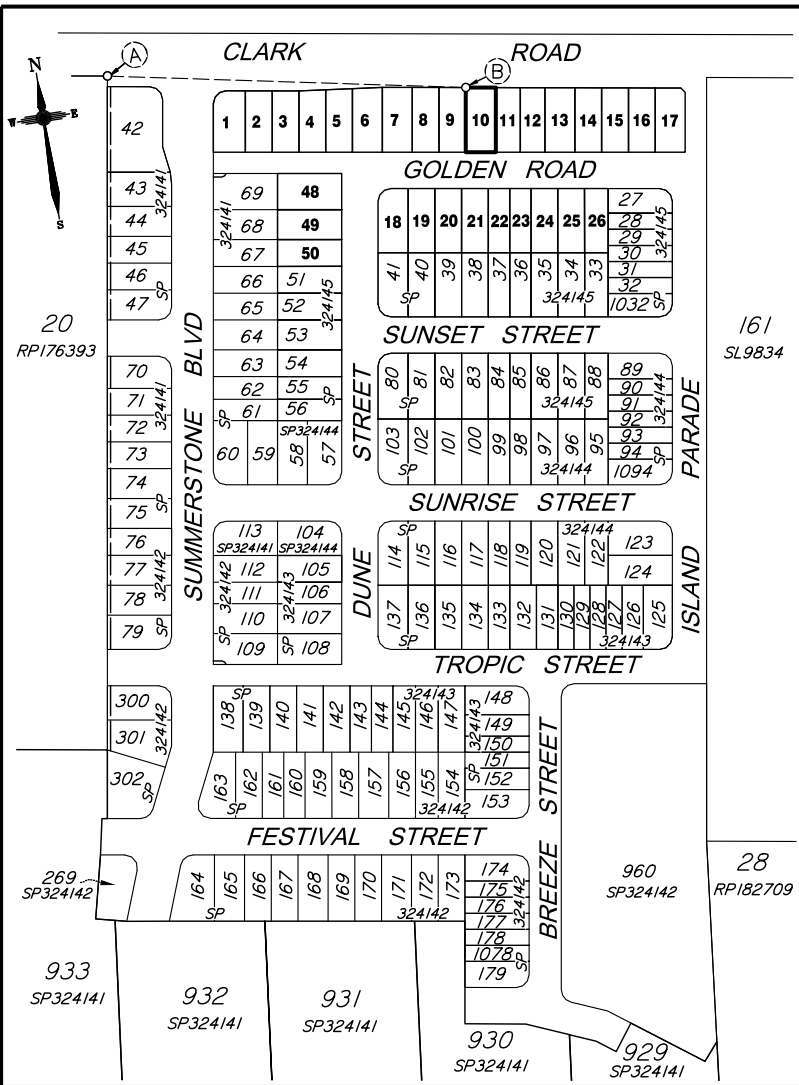 CLARK ROAD
A
B
N
W E
S
42
1 2 3 4 5 6 7 8 9 10 11 12 13 14 15 16 17
GOLDEN ROAD
43
44
45
46
47
SP 324141
69 48
68 49
67 50
324141
66 51
65 52
64 53
63 54
62 55
61 56
SP
SP 324145
SP324144
60 59 58 57
18 19 20 21 22 23 24 25 26
27
28
29
30
31
32
1032
SP 324145
41 40 39 38 37 36 35 34 33
SP 324145
20
RP176393
161
SL9834
SUNSET STREET
SUMMERSTONE BLVD
DUNE STREET
ISLAND PARADE
70
71
72
73
74
75
SP 324141
80 81 82 83 84 85 86 87 88
SP 324145
89
90
91
92
93
94
1094
SP 324144
103 102 101 100 99 98 97 96 95
SP 324144
SUNRISE STREET
76
77
78
79
SP 324142
113 104
SP324141 SP324144
112 105
111 106
110 107
109 108
SP 324142
SP 324143
114 115 116 117 118 119 120 121 122
SP 324144
123
124
137 136 135 134 133 132 131 130 129 128 127 126 125
SP 324143
TROPIC STREET
300
301
302
SP 324142
138 139 140 141 142 143 144 145 146 147
SP 324143
148
149
150
151
152
153
SP 324143
163 162 161 160 159 158 157 156 155 154
SP 324142
FESTIVAL STREET
BREEZE STREET
269
SP324142
164 165 166 167 168 169 170 171 172 173
SP 324142
174
175
176
177
178
1078
179
SP 324142
960
SP324142
28
RP182709
933
SP324141
932
SP324141
931
SP324141
930
SP324141
929
SP324141